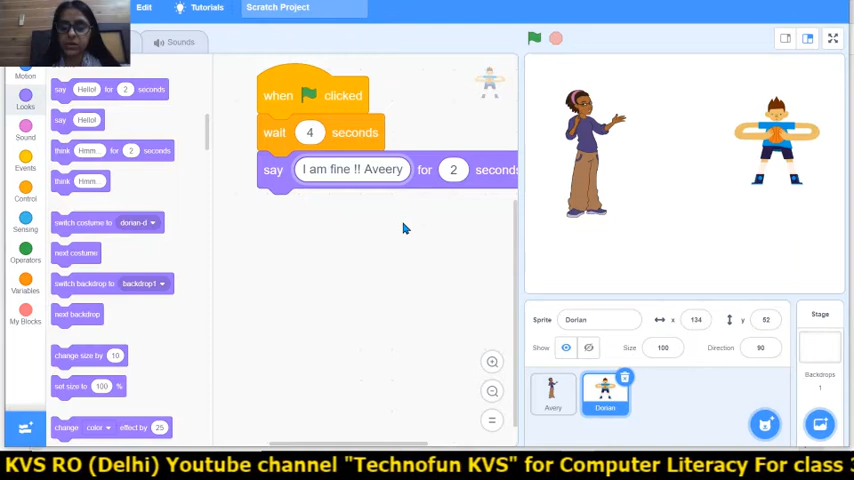 Edit Tutorials Scratch Project
Sounds
Motion
Looks
Sound
Events
Control
Sensing
Operators
Variables
My Blocks
say Hello! for 2 seconds
say Hello!
think Hmm... for 2 seconds
think Hmm...
switch costume to dorian-d
next costume
switch backdrop to backdrop1
next backdrop
change size by 10
set size to 100 %
change color effect by 25
when clicked
wait 4 seconds
say I am fine !! Aveery for 2 seconds
Sprite Dorian x 134 y 52
Show Size 100 Direction 90
Avery
Dorian
Stage
Backdrops
1
KVS RO (Delhi) Youtube channel "Technofun KVS" for Computer Literacy For class 3